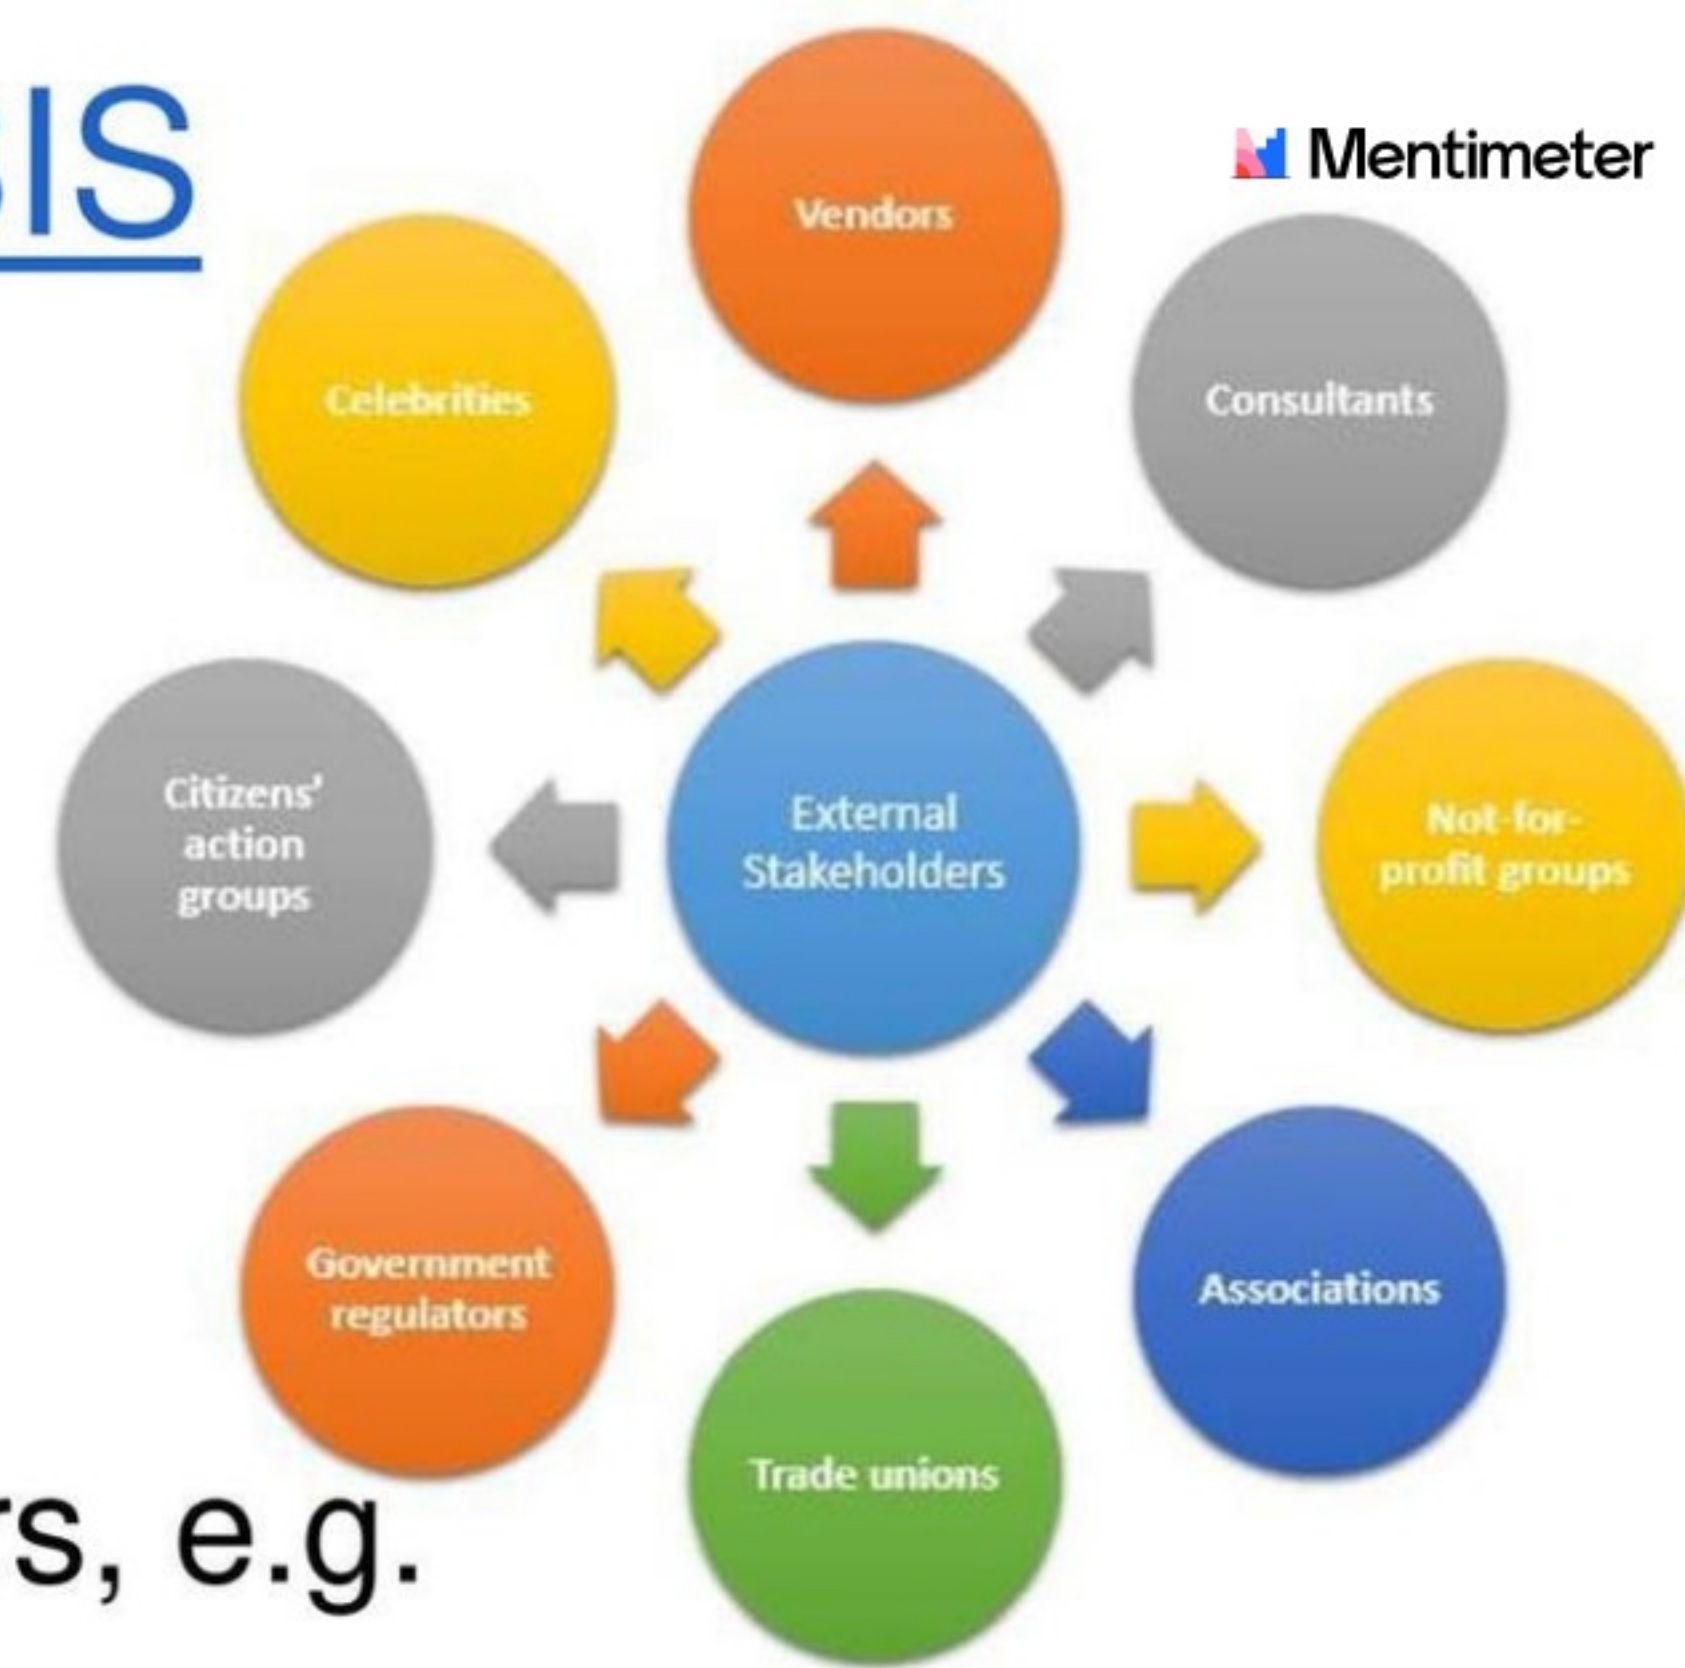 SIS
Mentimeter
Vendors
Celebrities
Consultants
Citizens'
action
groups
External
Stakeholders
Not-for-
profit groups
Government
regulators
Associations
Trade unions
rs, e.g.